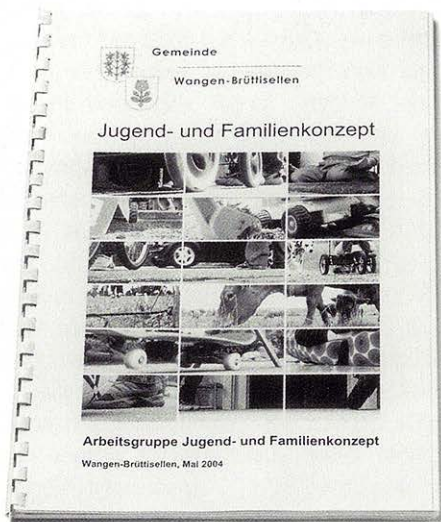 Gemeinde
Wangen-Brüttisellen
Jugend- und Familienkonzept
Arbeitsgruppe Jugend- und Familienkonzept
Wangen-Brüttisellen, Mai 2004